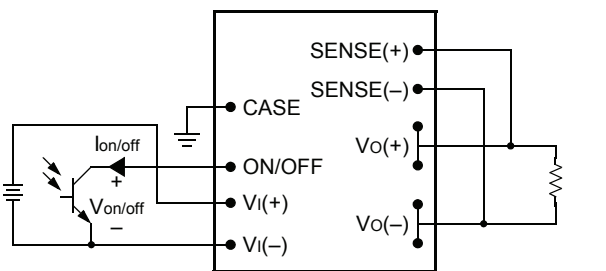 SENSE(+)
SENSE(–)
CASE
Ion/off
VO(+)
ON/OFF
+
Von/off
VI(+)
–
VO(–)
VI(–)